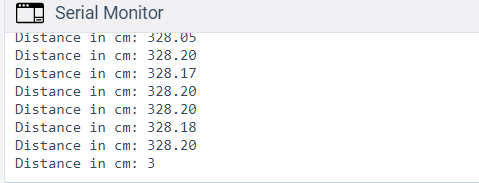 Serial Monitor
Distance in cm: 328.05
Distance in cm: 328.20
Distance in cm: 328.17
Distance in cm: 328.20
Distance in cm: 328.20
Distance in cm: 328.18
Distance in cm: 328.20
Distance in cm: 3